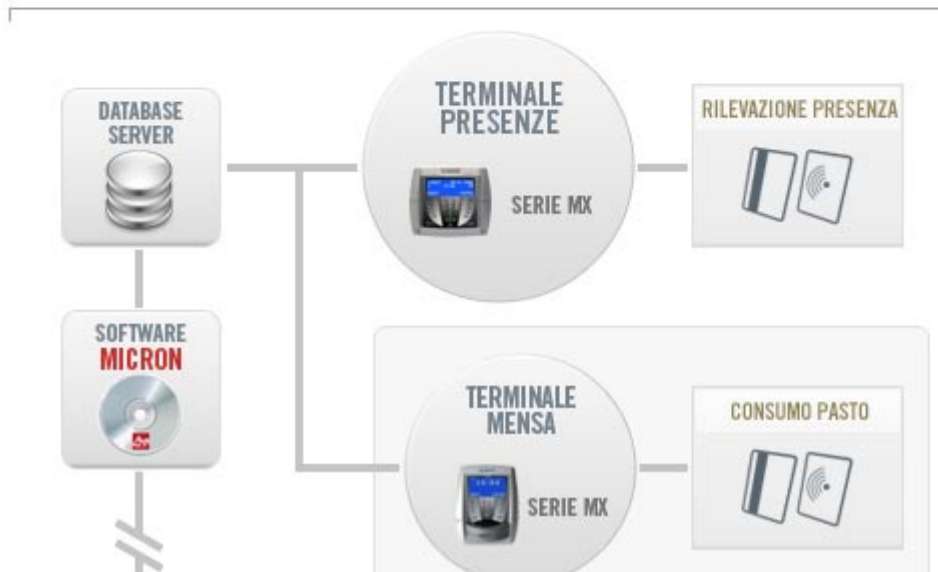 DATABASE
SERVER
TERMINALE
PRESENZE
SERIE MX
RILEVAZIONE PRESENZA
SOFTWARE
MICRON
TERMINALE
MENSA
SERIE MX
CONSUMO PASTO